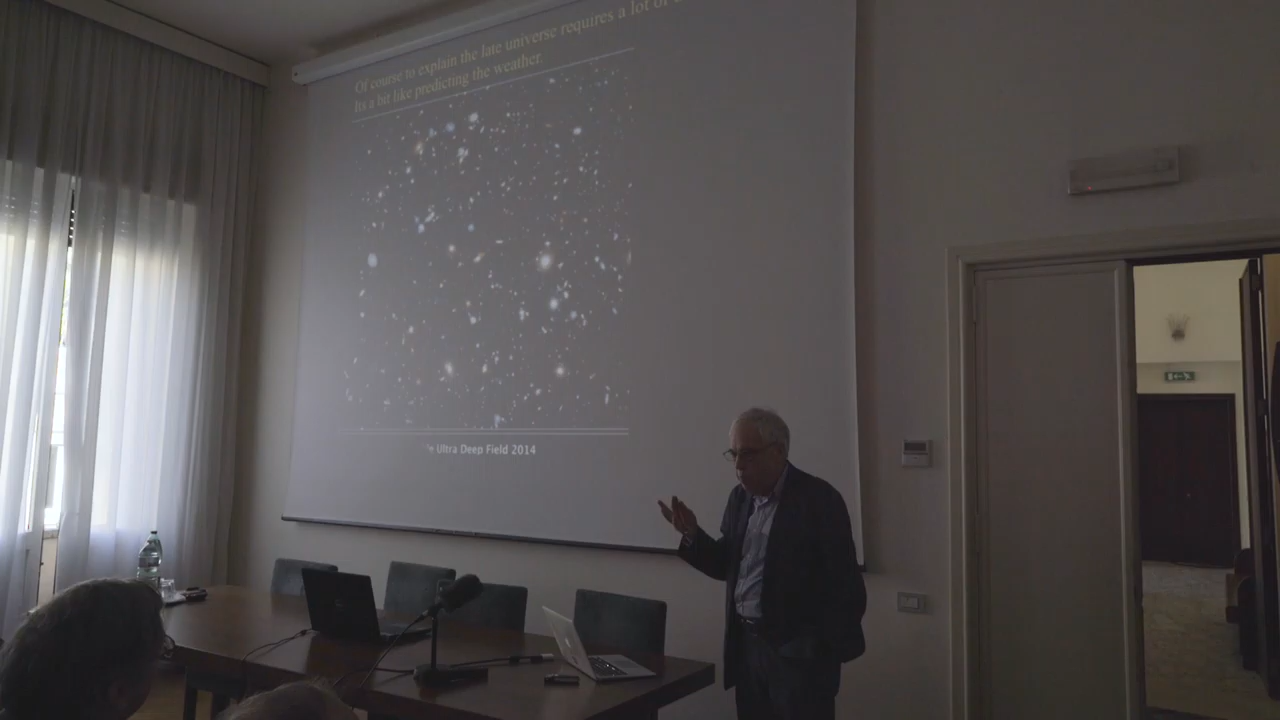 Of course to explain the late universe requires a lot of
Its a bit like predicting the weather.
Ultra Deep Field 2014